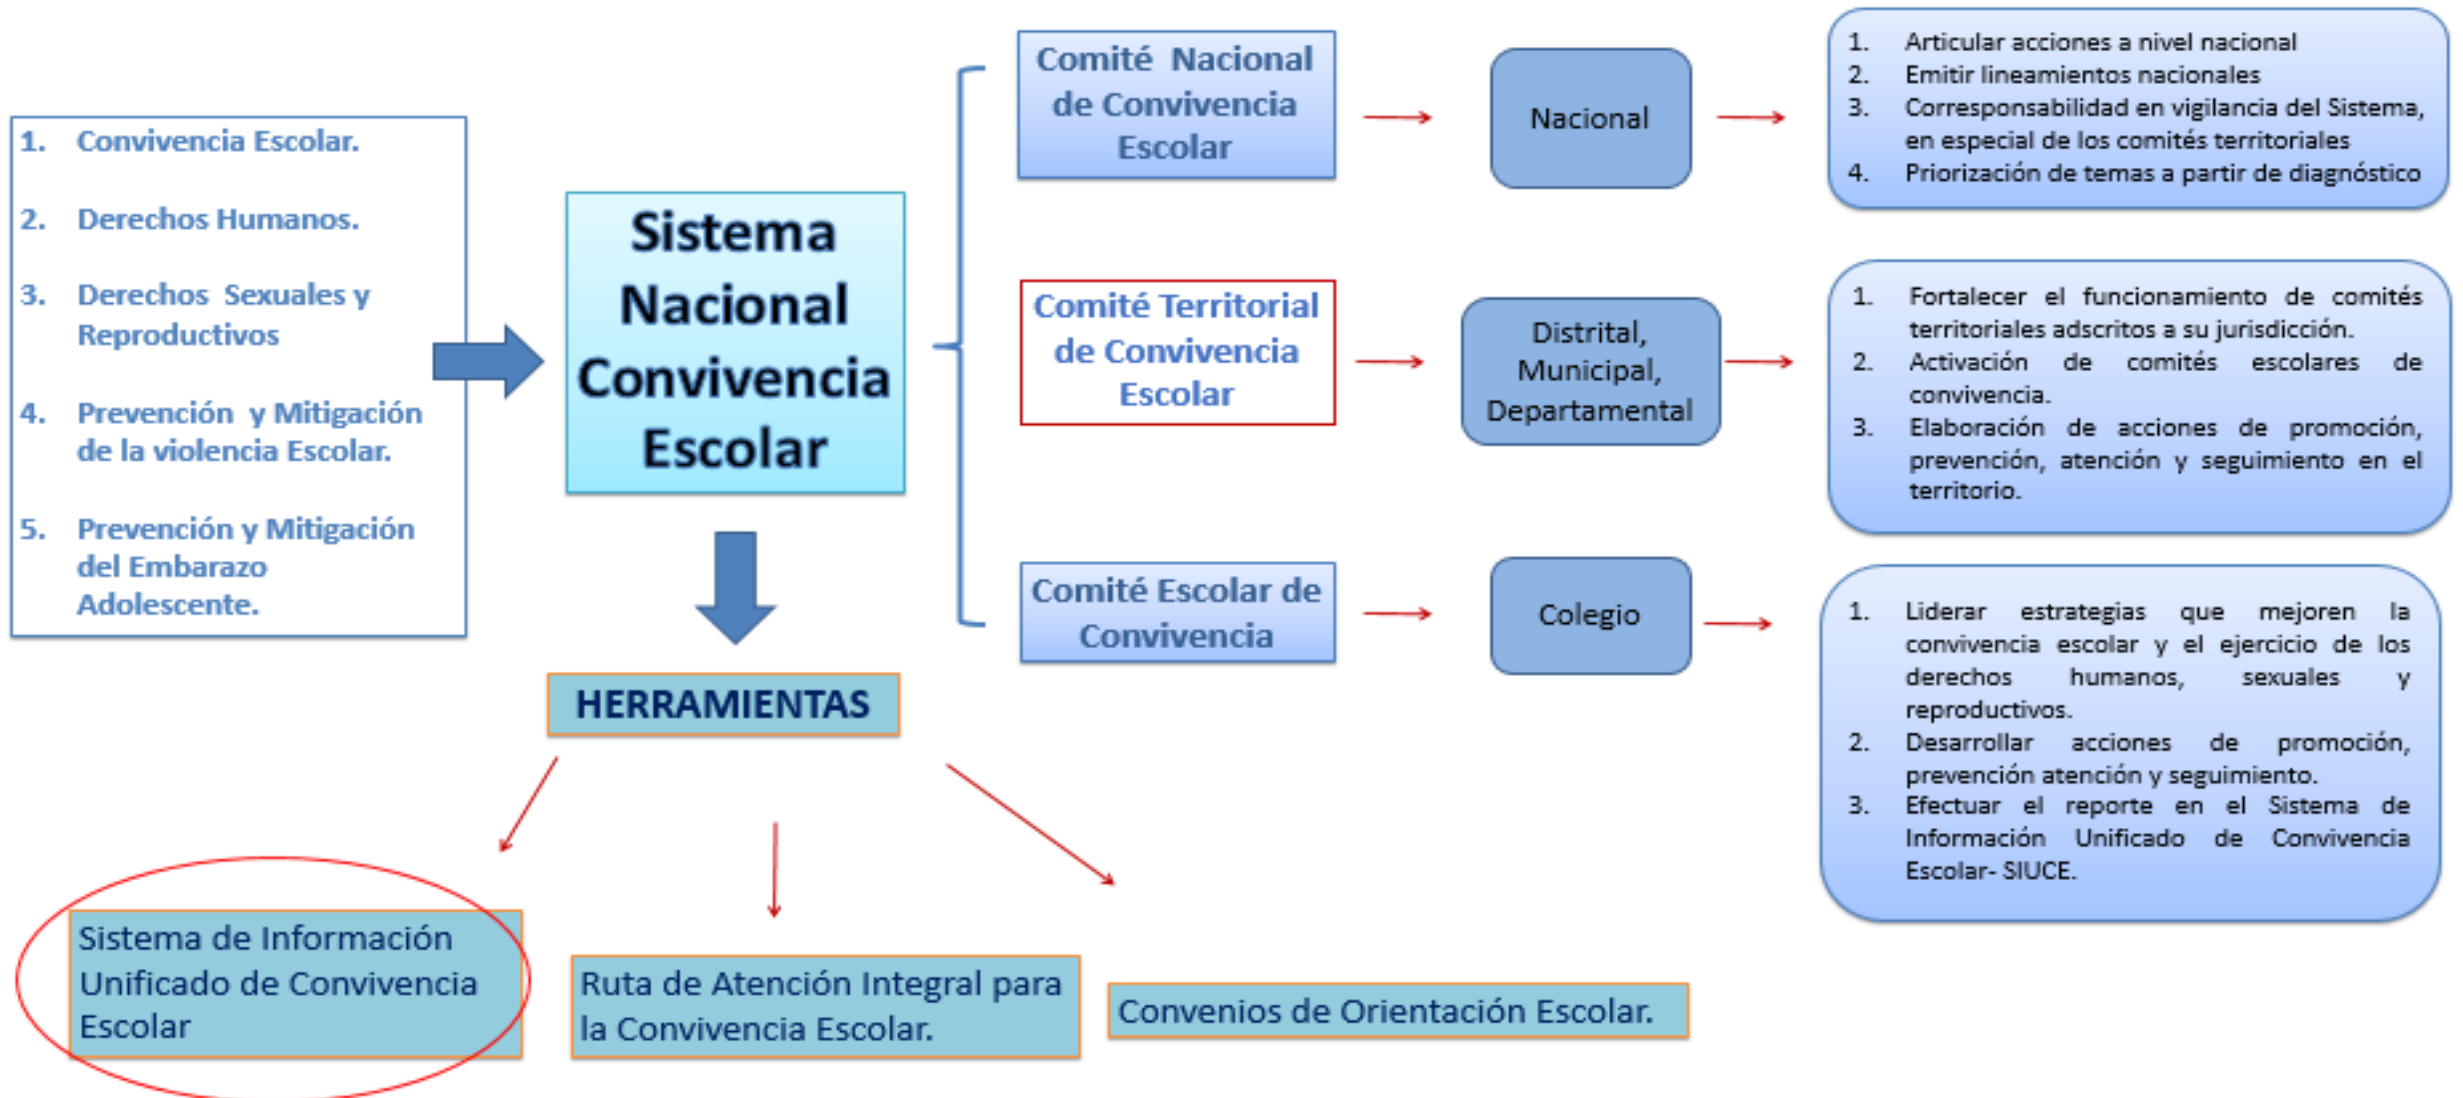 1. Convivencia Escolar.
2. Derechos Humanos.
3. Derechos Sexuales y
Reproductivos
4. Prevención y Mitigación
de la violencia Escolar.
5. Prevención y Mitigación
del Embarazo
Adolescente.
Sistema
Nacional
Convivencia
Escolar
Comité Nacional
de Convivencia
Escolar
Nacional
1. Articular acciones a nivel nacional
2. Emitir lineamientos nacionales
3. Corresponsabilidad en vigilancia del Sistema,
en especial de los comités territoriales
4. Priorización de temas a partir de diagnóstico
Comité Territorial
de Convivencia
Escolar
Distrital,
Municipal,
Departamental
1. Fortalecer el funcionamiento de comités
territoriales adscritos a su jurisdicción.
2. Activación de comités escolares de
convivencia.
3. Elaboración de acciones de promoción,
prevención, atención y seguimiento en el
territorio.
Comité Escolar de
Convivencia
Colegio
1. Liderar estrategias que mejoren la
convivencia escolar y el ejercicio de los
derechos humanos, sexuales y
reproductivos.
2. Desarrollar acciones de promoción,
prevención atención y seguimiento.
3. Efectuar el reporte en el Sistema de
Información Unificado de Convivencia
Escolar- SIUCE.
HERRAMIENTAS
Sistema de Información
Unificado de Convivencia
Escolar
Ruta de Atención Integral para
la Convivencia Escolar.
Convenios de Orientación Escolar.